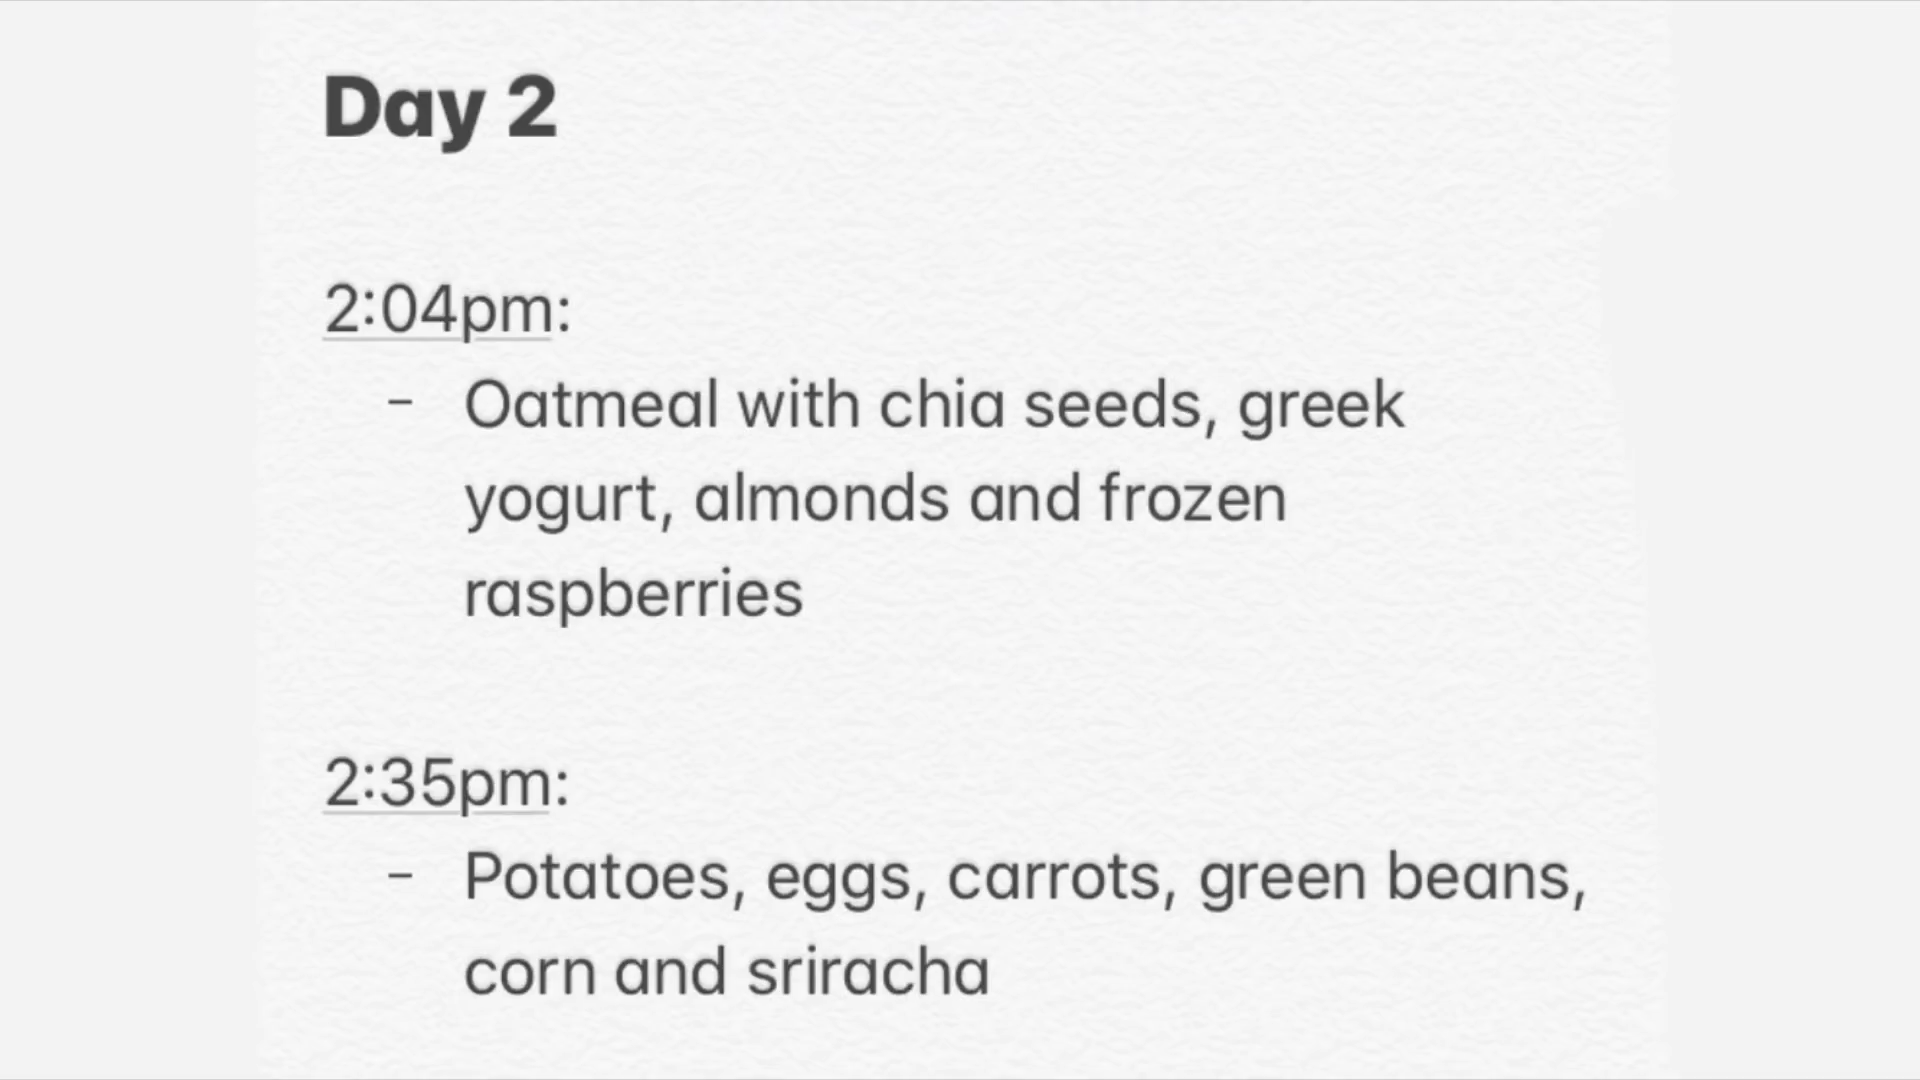 Day 2
2:04pm:
- Oatmeal with chia seeds, greek
yogurt, almonds and frozen
raspberries
2:35pm:
- Potatoes, eggs, carrots, green beans,
corn and sriracha